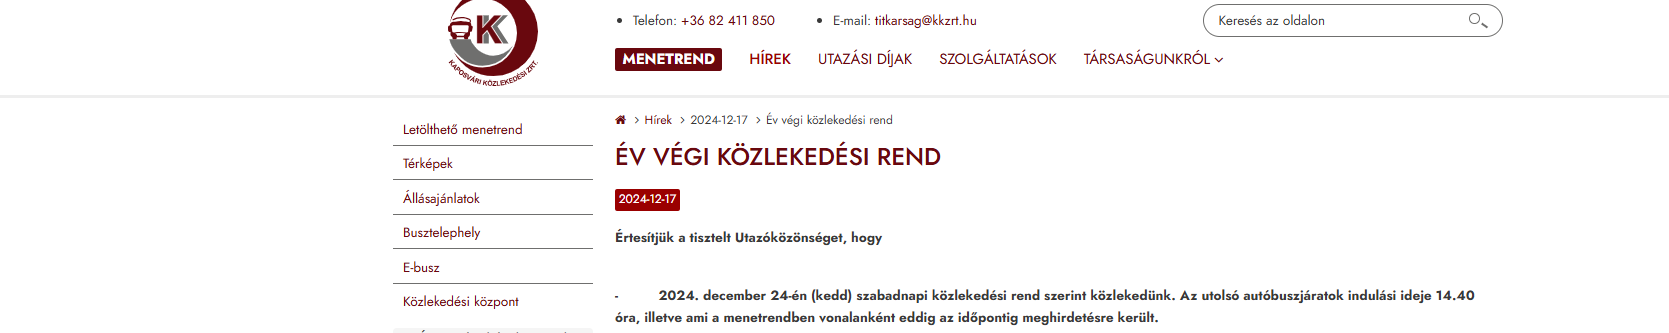 KK
KAPOSVÁRI KÖZLEKEDÉSI ZRT.
Telefon: +36 82 411 850
E-mail: titkarsag@kkzrt.hu
Keresés az oldalon
MENETREND
HÍREK
UTAZÁSI DÍJAK
SZOLGÁLTATÁSOK
TÁRSASÁGUNKRÓL
Letölthető menetrend
Térképek
Állásajánlatok
Busztelephely
E-busz
Közlekedési központ
> Hírek > 2024-12-17 > Év végi közlekedési rend
ÉV VÉGI KÖZLEKEDÉSI REND
2024-12-17
Értesítjük a tisztelt Utazóközönséget, hogy
- 2024. december 24-én (kedd) szabadnapi közlekedési rend szerint közlekedünk. Az utolsó autóbuszjáratok indulási ideje 14.40
óra, illetve ami a menetrendben vonalanként eddig az időpontig meghirdetésre került.